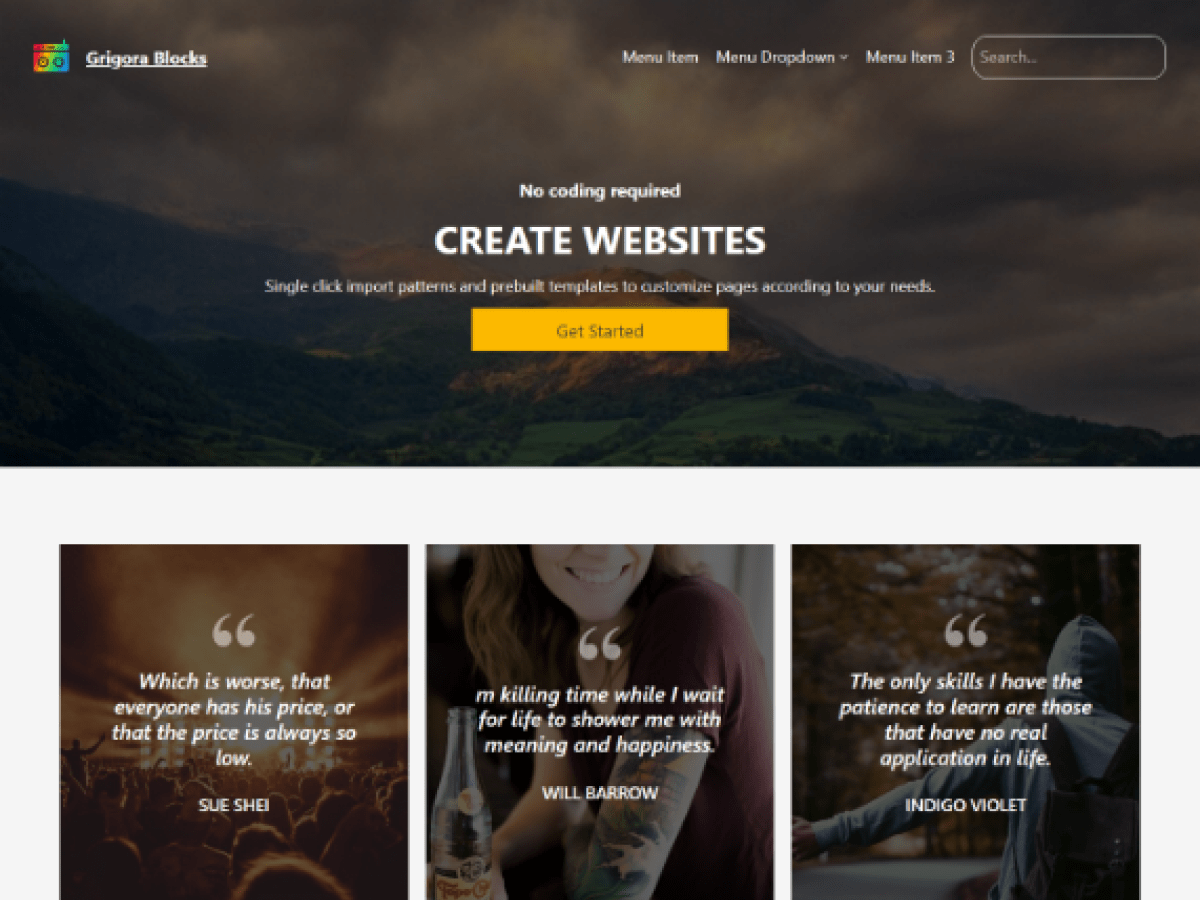 Grigora Blocks
Menu Item
Menu Dropdown
Menu Item 3
Search...
No coding required
CREATE WEBSITES
Single click import patterns and prebuilt templates to customize pages according to your needs.
Get Started
“
Which is worse, that
everyone has his price, or
that the price is always so
low.
SUE SHEI
“
m killing time while I wait
for life to shower me with
meaning and happiness.
WILL BARROW
“
The only skills I have the
patience to learn are those
that have no real
application in life.
INDIGO VIOLET
Topo Chico